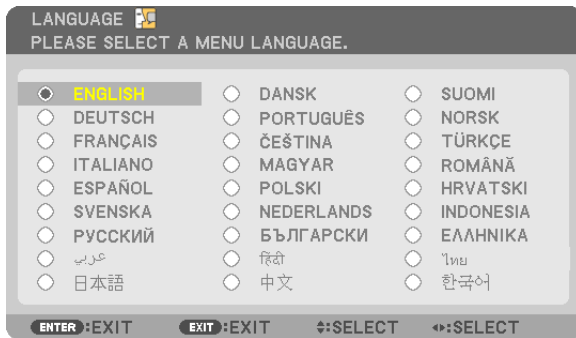 LANGUAGE
PLEASE SELECT A MENU LANGUAGE.
ENGLISH DANSK SUOMI
DEUTSCH PORTUGUÊS NORSK
FRANÇAIS ČEŠTINA TÜRKÇE
ITALIANO MAGYAR ROMÂNĂ
ESPAÑOL POLSKI HRVATSKI
SVENSKA NEDERLANDS INDONESIA
РУССКИЙ БЪЛГАРСКИ ΕΛΛΗΝΙΚΑ
عربي हिंदी ไทย
日本語 中文 한국어
ENTER:EXIT EXIT:EXIT :SELECT :SELECT